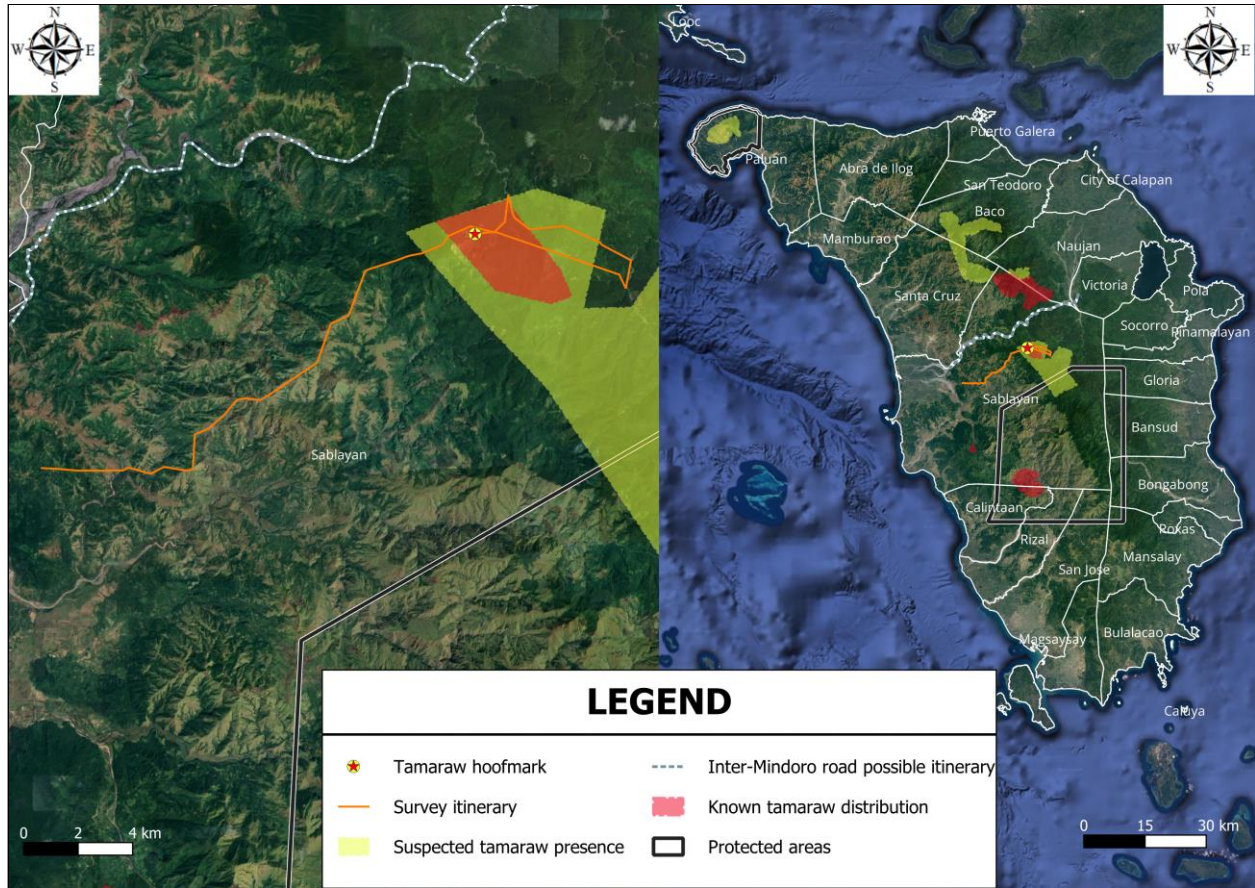 N
W E
S
Sablayan
0 2 4 km
N
W E
S
Looc
Puerto Galera
Paluan
Abra de Ilog
San Teodoro
City of Calapan
Baco
Mamburao
Naujan
Santa Cruz
Victoria
Pola
Socorro
Pinamalayan
Gloria
Sablayan
Bansud
Bongabong
Calintaan
Roxas
Rizal
Mansalay
San Jose
Magsaysay
Bulalacao
Caluya
0 15 30 km
LEGEND
Tamaraw hoofmark
Survey itinerary
Suspected tamaraw presence
Inter-Mindoro road possible itinerary
Known tamaraw distribution
Protected areas